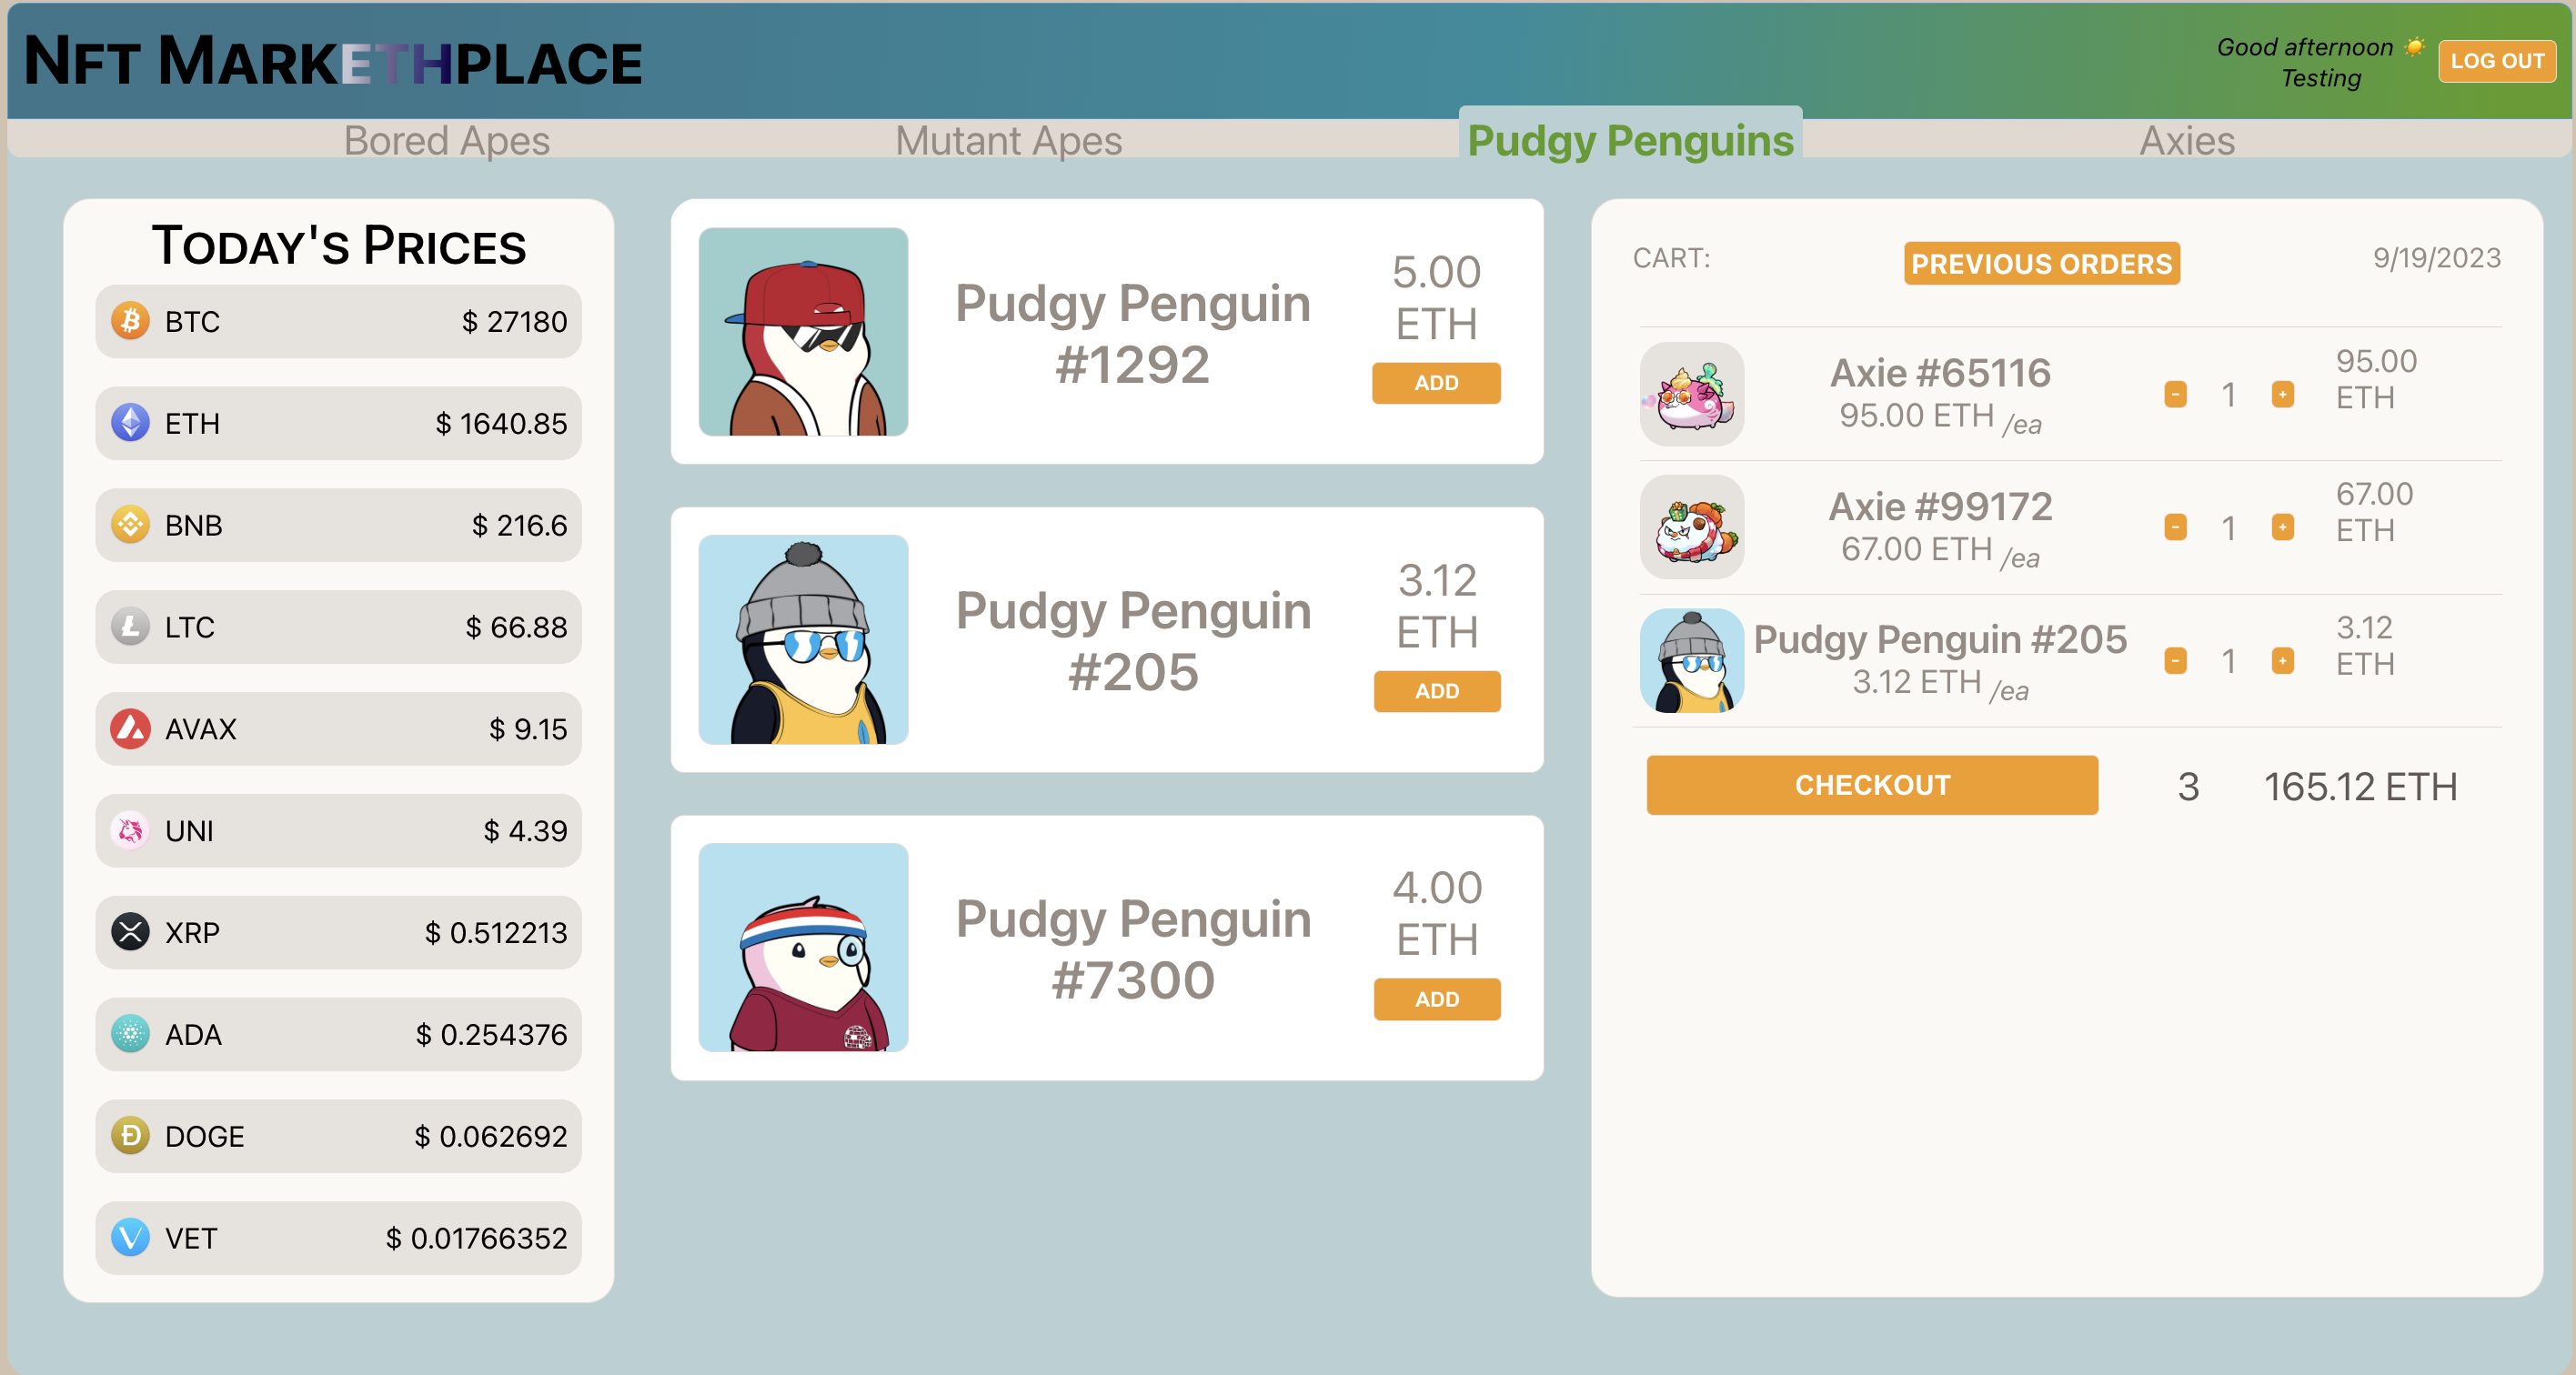 NFT MARKETHPLACE
Good afternoon ☀️
Testing
LOG OUT
Bored Apes
Mutant Apes
Pudgy Penguins
Axies
TODAY'S PRICES
BTC $ 27180
ETH $ 1640.85
BNB $ 216.6
LTC $ 66.88
AVAX $ 9.15
UNI $ 4.39
XRP $ 0.512213
ADA $ 0.254376
DOGE $ 0.062692
VET $ 0.01766352
Pudgy Penguin
#1292
5.00
ETH
ADD
Pudgy Penguin
#205
3.12
ETH
ADD
Pudgy Penguin
#7300
4.00
ETH
ADD
CART:
PREVIOUS ORDERS
9/19/2023
Axie #65116
95.00 ETH /ea
- 1 +
95.00
ETH
Axie #99172
67.00 ETH /ea
- 1 +
67.00
ETH
Pudgy Penguin #205
3.12 ETH /ea
- 1 +
3.12
ETH
CHECKOUT
3
165.12 ETH